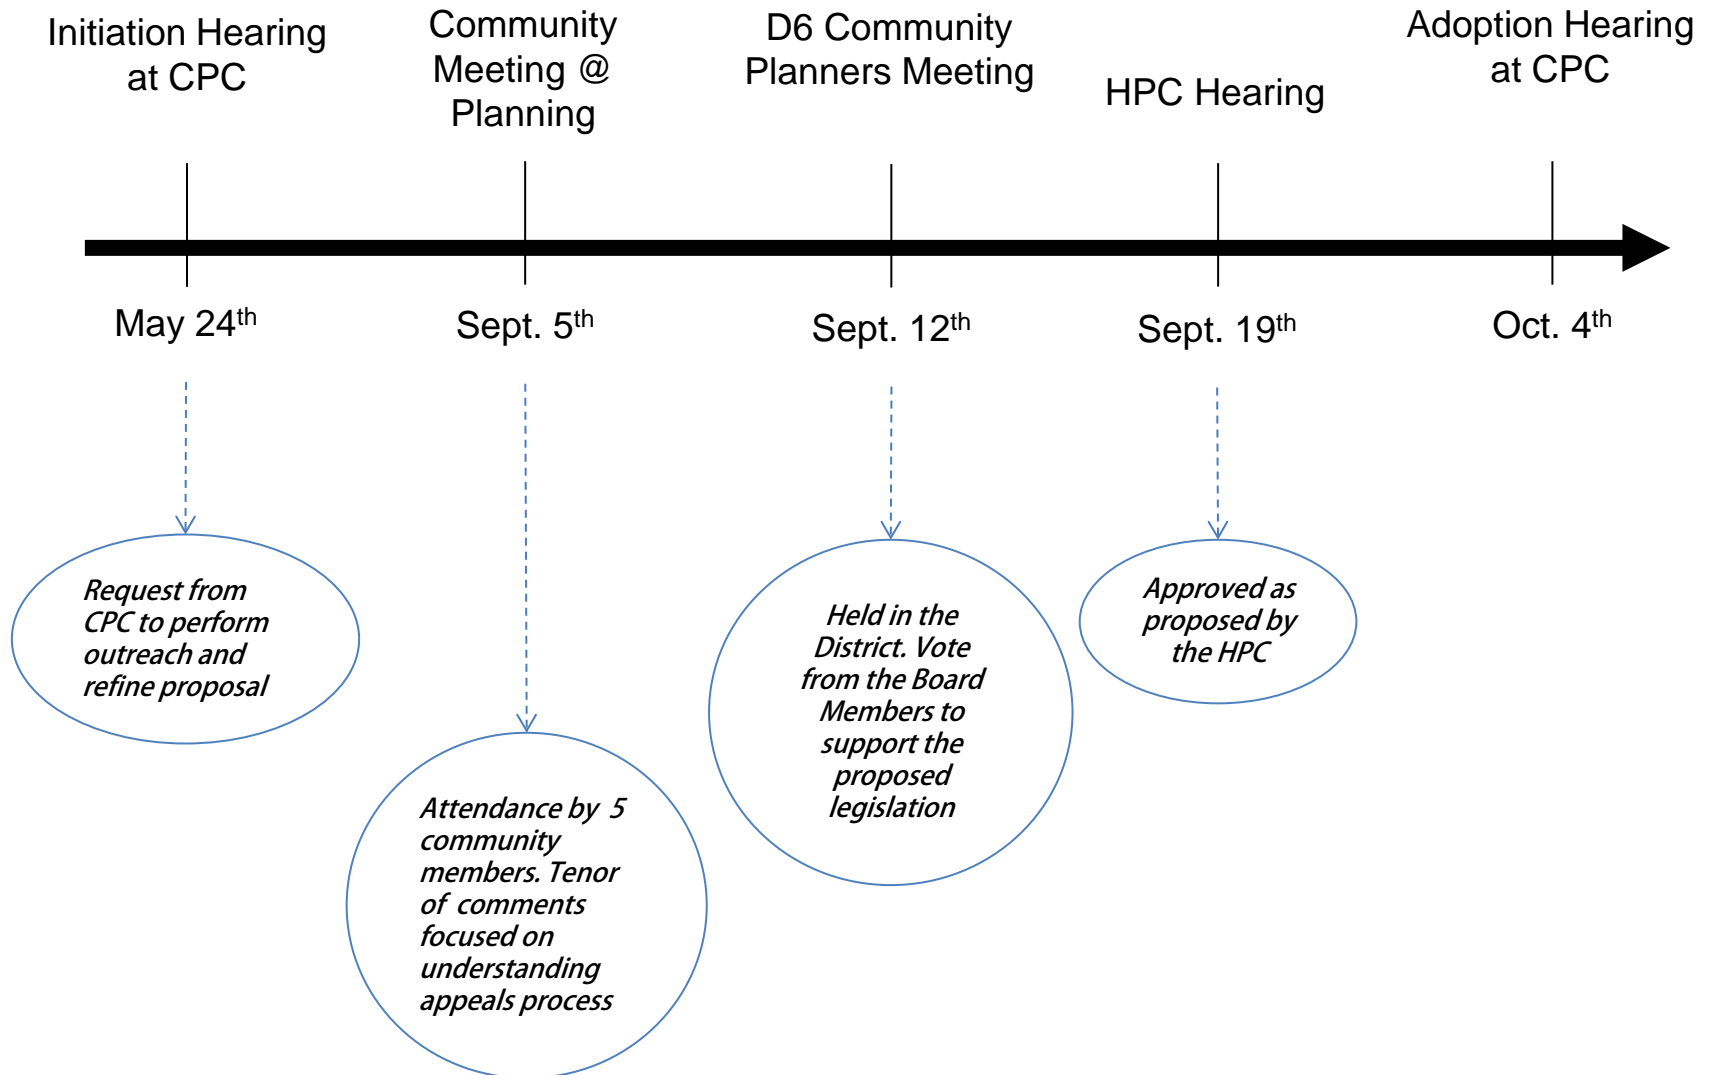 Initiation Hearing
at CPC
Community
Meeting @
Planning
D6 Community
Planners Meeting
HPC Hearing
Adoption Hearing
at CPC
May 24th
Sept. 5th
Sept. 12th
Sept. 19th
Oct. 4th
Request from
CPC to perform
outreach and
refine proposal
Attendance by 5
community
members. Tenor
of comments
focused on
understanding
appeals process
Held in the
District. Vote
from the Board
Members to
support the
proposed
legislation
Approved as
proposed by
the HPC